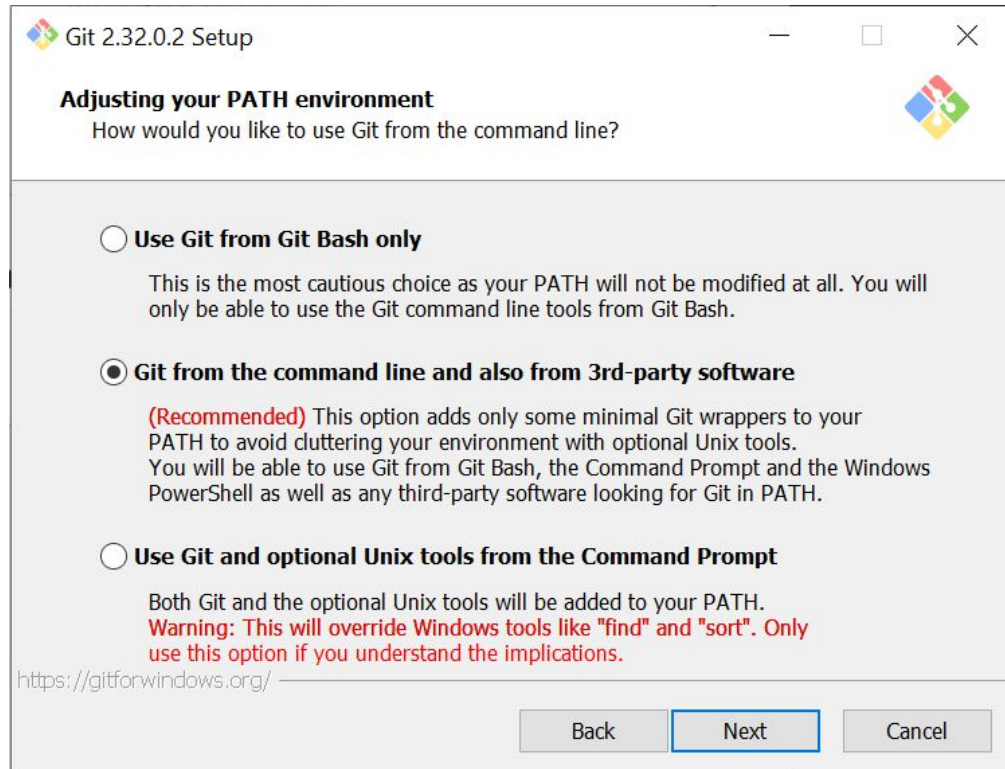 Git 2.32.0.2 Setup
Adjusting your PATH environment
How would you like to use Git from the command line?
Use Git from Git Bash only
This is the most cautious choice as your PATH will not be modified at all. You will
only be able to use the Git command line tools from Git Bash.
Git from the command line and also from 3rd-party software
(Recommended) This option adds only some minimal Git wrappers to your
PATH to avoid cluttering your environment with optional Unix tools.
You will be able to use Git from Git Bash, the Command Prompt and the Windows
PowerShell as well as any third-party software looking for Git in PATH.
Use Git and optional Unix tools from the Command Prompt
Both Git and the optional Unix tools will be added to your PATH.
Warning: This will override Windows tools like "find" and "sort". Only
use this option if you understand the implications.
https://gitforwindows.org/
Back Next Cancel